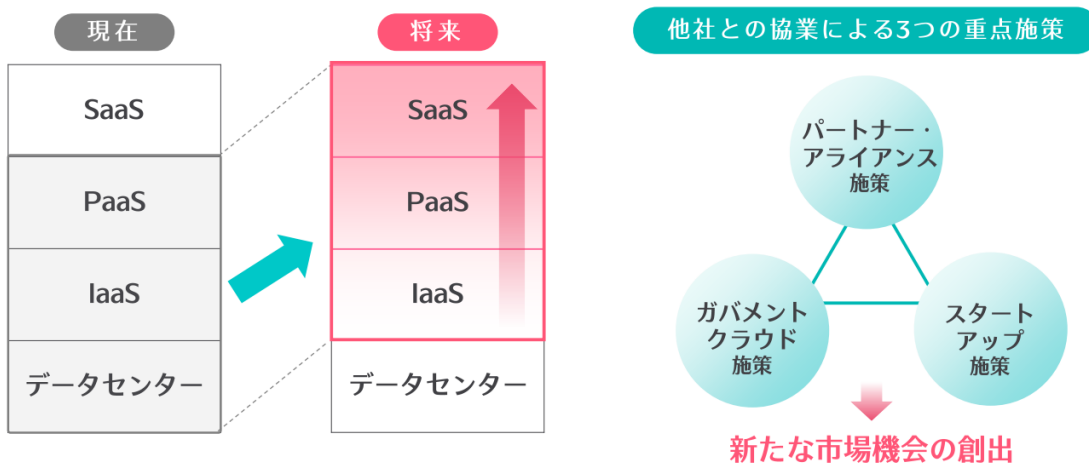 現在
SaaS
PaaS
IaaS
データセンター
将来
SaaS
PaaS
IaaS
データセンター
他社との協業による3つの重点施策
パートナー・
アライアンス
施策
ガバメント
クラウド
施策
スタート
アップ
施策
新たな市場機会の創出